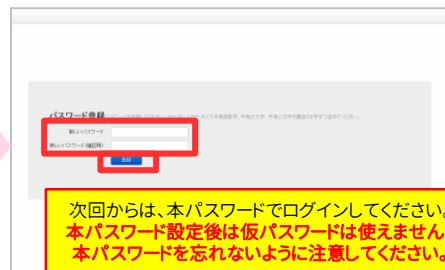 パスワード登録
新しいパスワード
新しいパスワード(確認用)
登録
次回からは、本パスワードでログインしてください。
本パスワード設定後は仮パスワードは使えません
本パスワードを忘れないように注意してください。